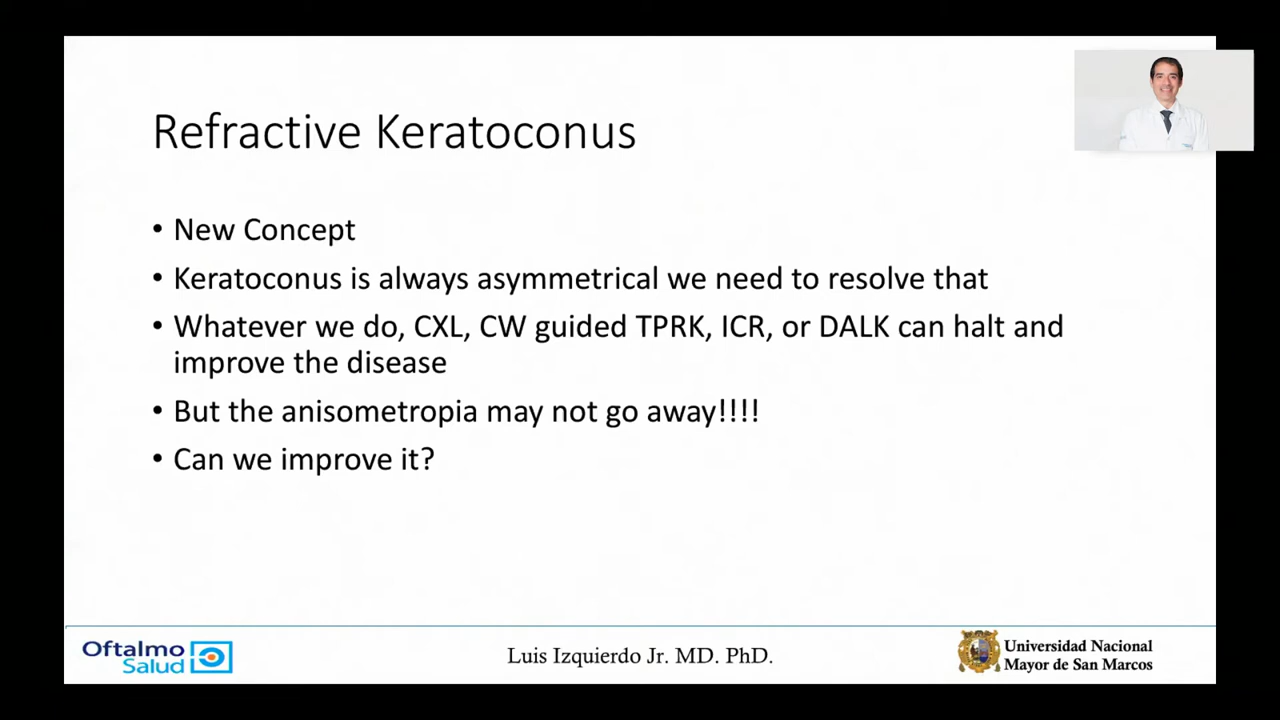 Refractive Keratoconus
• New Concept
• Keratoconus is always asymmetrical we need to resolve that
• Whatever we do, CXL, CW guided TPRK, ICR, or DALK can halt and
improve the disease
• But the anisometropia may not go away!!!!
• Can we improve it?
Oftalmo
Salud
Luis Izquierdo Jr. MD. PhD.
Universidad Nacional
Mayor de San Marcos